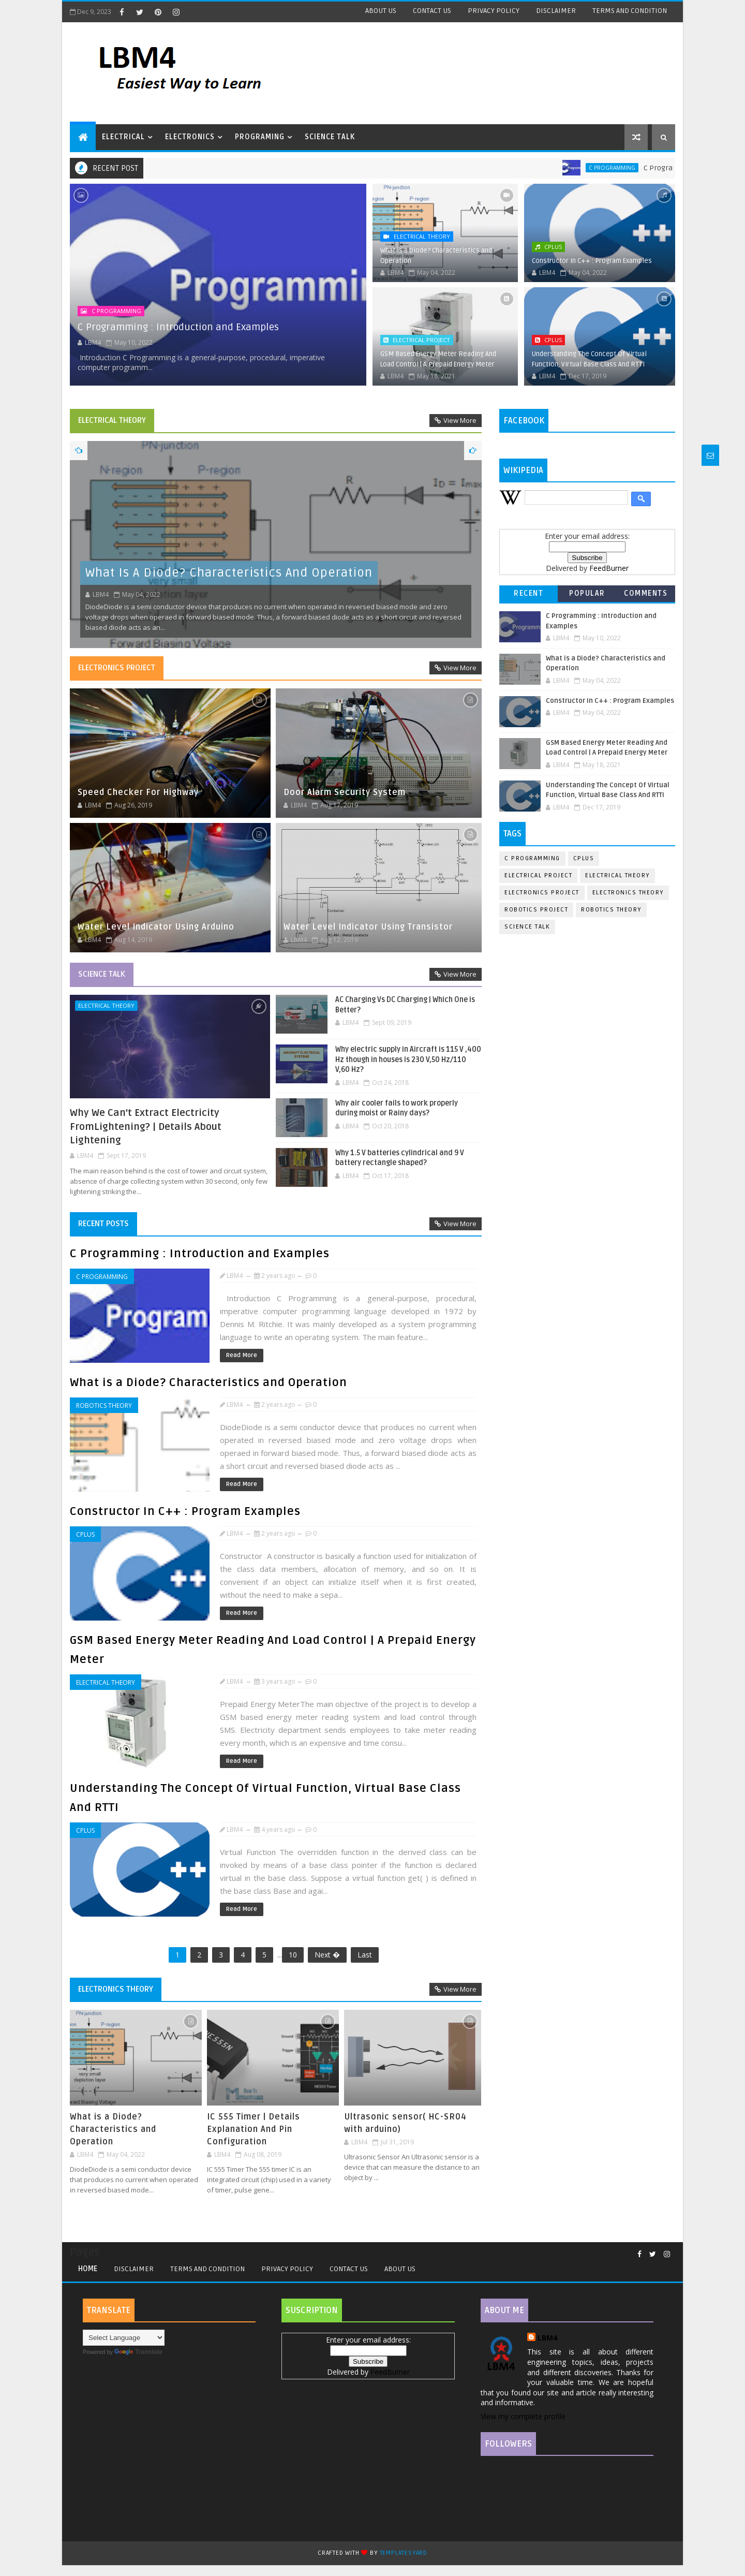 Dec 9, 2023
ABOUT US CONTACT US PRIVACY POLICY DISCLAIMER TERMS AND CONDITION
LBM4
Easiest Way to Learn
ELECTRICAL ELECTRONICS PROGRAMING SCIENCE TALK
RECENT POST
C PROGRAMMING C Progra
C PROGRAMMING
C Programming : Introduction and Examples
LBM4 May 10, 2022
Introduction C Programming is a general-purpose, procedural, imperative
computer programm...
PN-junction
P-region
ELECTRICAL THEORY
What is a Diode? Characteristics and
Operation
LBM4 May 04, 2022
CPLUS
Constructor In C++ : Program Examples
LBM4 May 04, 2022
ELECTRICAL PROJECT
GSM Based Energy Meter Reading And
Load Control | A Prepaid Energy Meter
LBM4 May 18, 2021
CPLUS
Understanding The Concept Of Virtual
Function, Virtual Base Class And RTTI
LBM4 Dec 17, 2019
ELECTRICAL THEORY
View More
PN-junction
N-region P-region
What Is A Diode? Characteristics And Operation
LBM4 May 04, 2022
DiodeDiode is a semi conductor device that produces no current when operated in reversed biased mode and zero
voltage drops when operaed in forward biased mode. Thus, a forward biased diode acts as a short circuit and reversed
biased diode acts as an...
Forward Biasing Voltage
ELECTRONICS PROJECT
View More
Speed Checker For Highway
LBM4 Aug 26, 2019
Door Alarm Security System
LBM4 Aug 17, 2019
Water Level Indicator Using Arduino
LBM4 Aug 14, 2019
Water Level Indicator Using Transistor
LBM4 Aug 12, 2019
SCIENCE TALK
View More
ELECTRICAL THEORY
Why We Can't Extract Electricity
FromLightening? | Details About
Lightening
LBM4 Sept 17, 2019
The main reason behind is the cost of tower and circuit system,
absence of charge collecting system within 30 second, only few
lightening striking the...
AC Charging Vs DC Charging | Which One is
Better?
LBM4 Sept 09, 2019
Why electric supply in Aircraft is 115 V ,400
Hz though in houses is 230 V,50 Hz/110
V,60 Hz?
LBM4 Oct 24, 2018
Why air cooler fails to work properly
during moist or Rainy days?
LBM4 Oct 20, 2018
Why 1.5 V batteries cylindrical and 9 V
battery rectangle shaped?
LBM4 Oct 17, 2018
RECENT POSTS
View More
C Programming : Introduction and Examples
C PROGRAMMING
Program
LBM4 – 2 years ago – 0
Introduction C Programming is a general-purpose, procedural,
imperative computer programming language developed in 1972 by
Dennis M. Ritchie. It was mainly developed as a system programming
language to write an operating system. The main feature...
Read More
What is a Diode? Characteristics and Operation
ROBOTICS THEORY
LBM4 – 2 years ago – 0
DiodeDiode is a semi conductor device that produces no current when
operated in reversed biased mode and zero voltage drops when
operaed in forward biased mode. Thus, a forward biased diode acts as
a short circuit and reversed biased diode acts as ...
Read More
Constructor In C++ : Program Examples
CPLUS
LBM4 – 2 years ago – 0
Constructor A constructor is basically a function used for initialization of
the class data members, allocation of memory, and so on. It is
convenient if an object can initialize itself when it is first created,
without the need to make a sepa...
Read More
GSM Based Energy Meter Reading And Load Control | A Prepaid Energy
Meter
ELECTRICAL THEORY
LBM4 – 3 years ago – 0
Prepaid Energy MeterThe main objective of the project is to develop a
GSM based energy meter reading system and load control through
SMS. Electricity department sends employees to take meter reading
every month, which is an expensive and time consu...
Read More
Understanding The Concept Of Virtual Function, Virtual Base Class
And RTTI
CPLUS
LBM4 – 4 years ago – 0
Virtual Function The overridden function in the derived class can be
invoked by means of a base class pointer if the function is declared
virtual in the base class. Suppose a virtual function get( ) is defined in
the base class Base and agai...
Read More
1 2 3 4 5 ... 10 Next � Last
ELECTRONICS THEORY
View More
What is a Diode?
Characteristics and
Operation
LBM4 May 04, 2022
DiodeDiode is a semi conductor device
that produces no current when operated
in reversed biased mode...
IC 555 Timer | Details
Explanation And Pin
Configuration
LBM4 Aug 08, 2019
IC 555 Timer The 555 timer IC is an
integrated circuit (chip) used in a variety
of timer, pulse gene...
Ultrasonic sensor( HC-SR04
with arduino)
LBM4 Jul 31, 2019
Ultrasonic Sensor An Ultrasonic sensor is a
device that can measure the distance to an
object by ...
FACEBOOK
WIKIPEDIA
Enter your email address:
Subscribe
Delivered by FeedBurner
RECENT POPULAR COMMENTS
C Programming : Introduction and
Examples
LBM4 May 10, 2022
What is a Diode? Characteristics and
Operation
LBM4 May 04, 2022
Constructor In C++ : Program Examples
LBM4 May 04, 2022
GSM Based Energy Meter Reading And
Load Control | A Prepaid Energy Meter
LBM4 May 18, 2021
Understanding The Concept Of Virtual
Function, Virtual Base Class And RTTI
LBM4 Dec 17, 2019
TAGS
C PROGRAMMING CPLUS
ELECTRICAL PROJECT ELECTRICAL THEORY
ELECTRONICS PROJECT ELECTRONICS THEORY
ROBOTICS PROJECT ROBOTICS THEORY
SCIENCE TALK
HOME DISCLAIMER TERMS AND CONDITION PRIVACY POLICY CONTACT US ABOUT US
TRANSLATE
Select Language
Powered by Google Translate
SUSCRIPTION
Enter your email address:
Subscribe
Delivered by FeedBurner
ABOUT ME
LBM4
This site is all about different
engineering topics, ideas, projects
and different discoveries. Thanks for
your valuable time. We are hopeful
that you found our site and article really interesting
and informative.
View my complete profile
FOLLOWERS
CRAFTED WITH BY TEMPLATESYARD